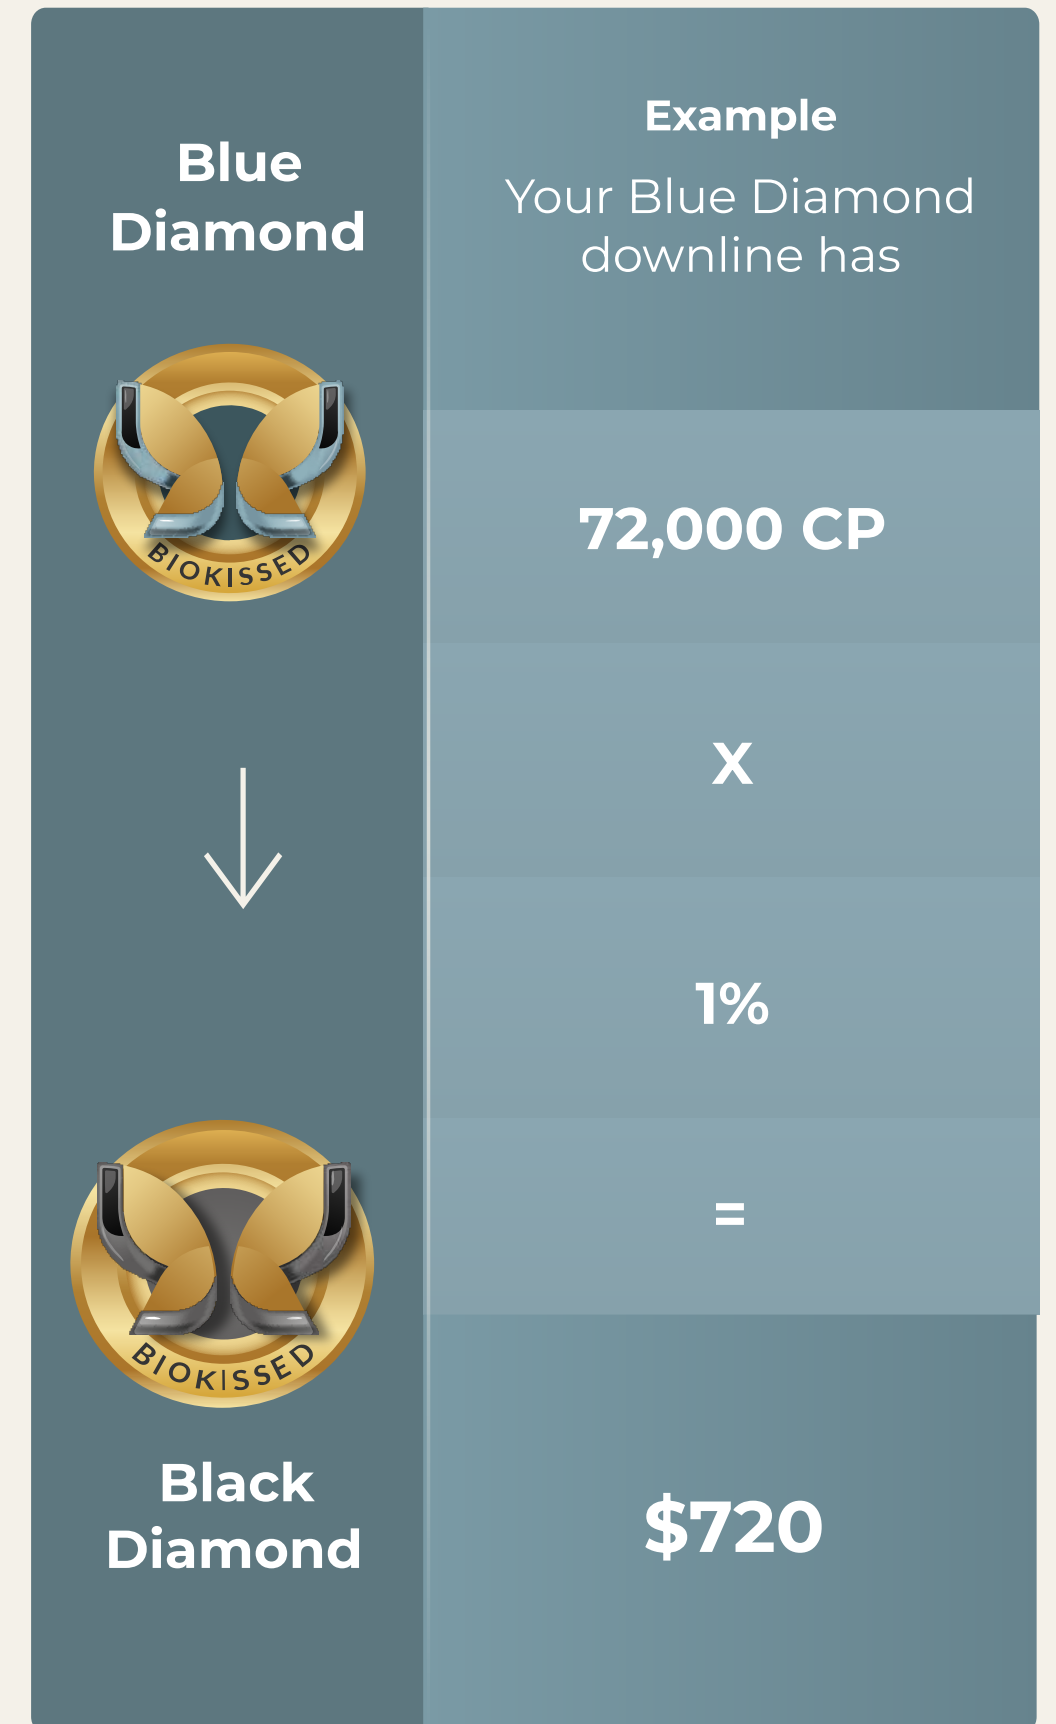 Blue
Diamond
BIOKISSED
BIOKISSED
Black
Diamond
Example
Your Blue Diamond
downline has
72,000 CP
X
1%
=
$720